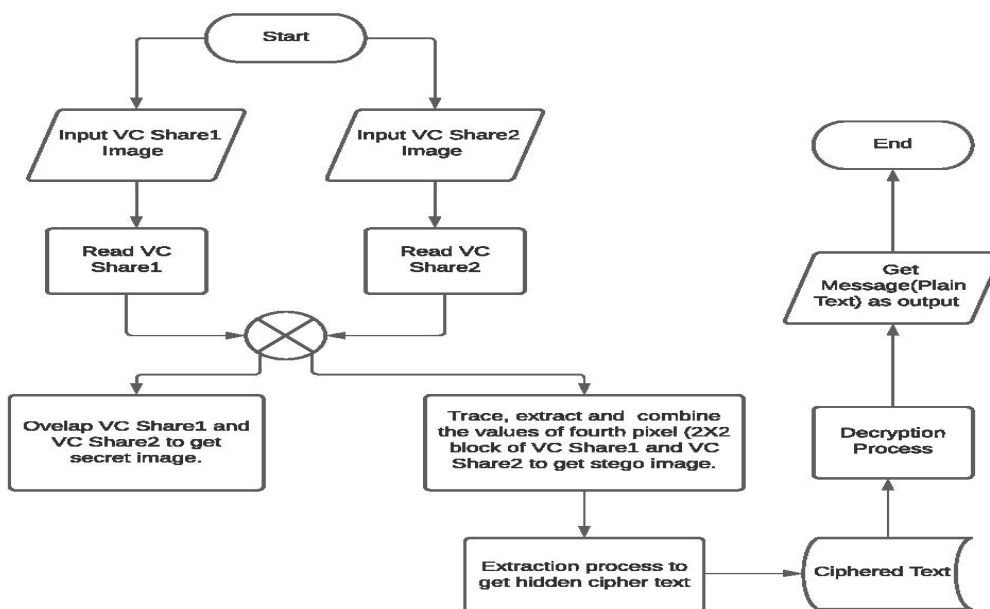 Start
Input VC Share1
Image
Input VC Share2
Image
Read VC
Share1
Read VC
Share2
Ovelap VC Share1 and
VC Share2 to get
secret image.
Trace, extract and combine
the values of fourth pixel (2X2
block of VC Share1 and VC
Share2 to get stego image.
Extraction process to
get hidden cipher text
Ciphered Text
Decryption
Process
Get
Message(Plain
Text) as output
End